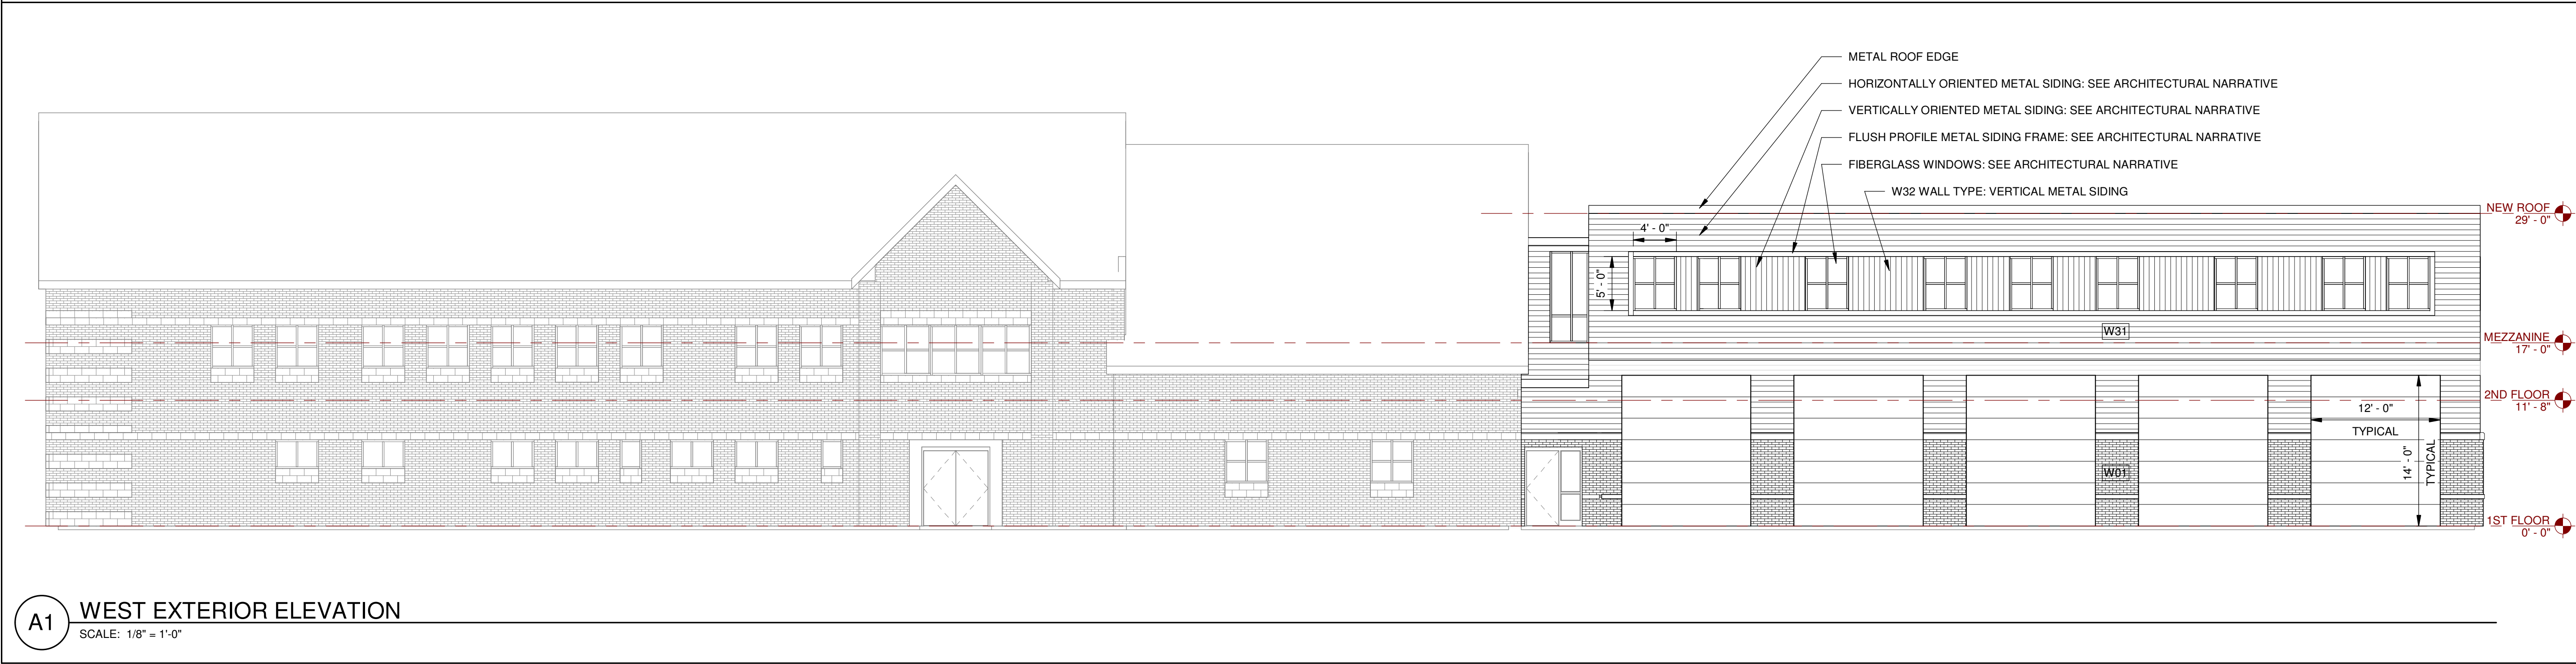 METAL ROOF EDGE
HORIZONTALLY ORIENTED METAL SIDING: SEE ARCHITECTURAL NARRATIVE
VERTICALLY ORIENTED METAL SIDING: SEE ARCHITECTURAL NARRATIVE
FLUSH PROFILE METAL SIDING FRAME: SEE ARCHITECTURAL NARRATIVE
FIBERGLASS WINDOWS: SEE ARCHITECTURAL NARRATIVE
W32 WALL TYPE: VERTICAL METAL SIDING
NEW ROOF
29' - 0"
4' - 0"
5' - 0"
W31
MEZZANINE
17' - 0"
2ND FLOOR
11' - 8"
12' - 0"
TYPICAL
14' - 0"
TYPICAL
W01
1ST FLOOR
0' - 0"
A1
WEST EXTERIOR ELEVATION
SCALE: 1/8" = 1'-0"